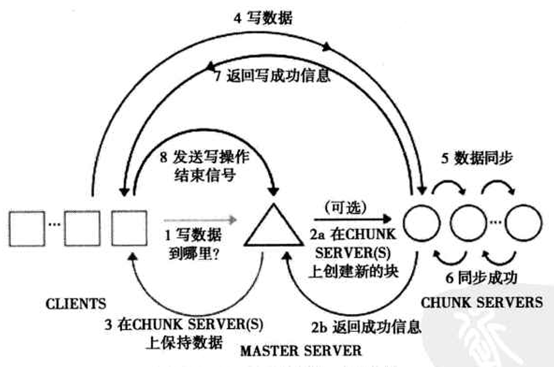 4 写数据
7 返回写成功信息
8 发送写操作
结束信号
5 数据同步
(可选)
1 写数据
到哪里?
2a 在CHUNK
SERVER(S)
上创建新的块
6 同步成功
CLIENTS
CHUNK SERVERS
3 在CHUNK SERVER(S)
上保持数据
2b 返回成功信息
MASTER SERVER